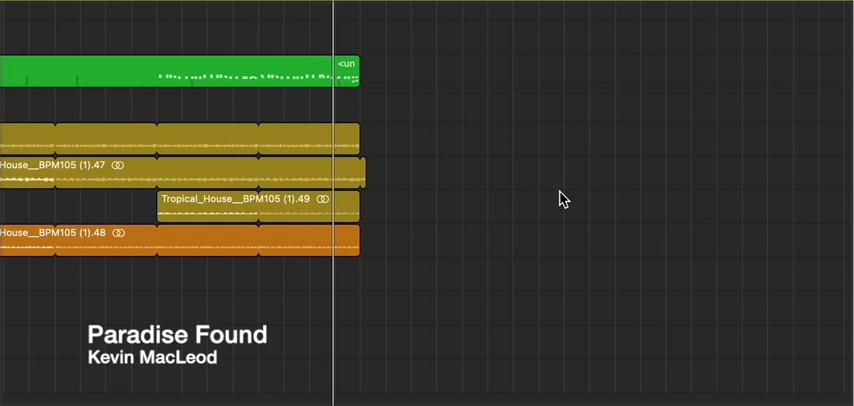 <un
House__BPM105 (1).47
Tropical_House__BPM105 (1).49
House__BPM105 (1).48
Paradise Found
Kevin MacLeod